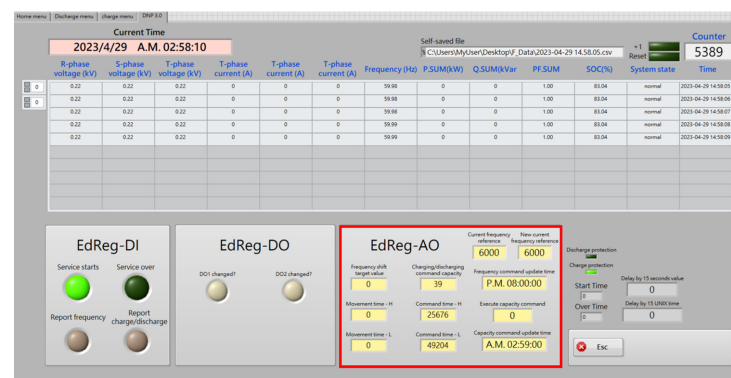 Home menu Discharge menu charge menu DNP 3.0
Current Time
2023/4/29 A.M. 02:58:10
Self-saved file
C:\Users\MyUser\Desktop\F_Data\2023-04-29 14.58.05.csv
+1
Reset
Counter
5389
R-phase voltage (kV) S-phase voltage (kV) T-phase voltage (kV) T-phase current (A) T-phase current (A) T-phase current (A) Frequency (Hz) P.SUM(kW) Q.SUM(kVar PF.SUM SOC(%) System state Time
0 0.22 0.22 0.22 0 0 0 59.98 0 0 1.00 83.04 normal 2023-04-29 14:58:05
0 0.22 0.22 0.22 0 0 0 59.98 0 0 1.00 83.04 normal 2023-04-29 14:58:06
0.22 0.22 0.22 0 0 0 59.98 0 0 1.00 83.04 normal 2023-04-29 14:58:07
0.22 0.22 0.22 0 0 0 59.99 0 0 1.00 83.04 normal 2023-04-29 14:58:08
0.22 0.22 0.22 0 0 0 59.99 0 0 1.00 83.04 normal 2023-04-29 14:58:09
EdReg-DI
Service starts Service over
Report frequency Report charge/discharge
EdReg-DO
DO1 changed? DO2 changed?
EdReg-AO
Current frequency reference New current frequency reference
6000 6000
Frequency shift target value Charging/discharging command capacity Frequency command update time
0 39 P.M. 08:00:00
Movement time - H Command time - H Execute capacity command
0 25676 0
Movement time - L Command time - L Capacity command update time
0 49204 A.M. 02:59:00
Discharge protection
Charge protection
Start Time
0
Delay by 15 seconds value
0
Over Time
0
Delay by 15 UNIX time
0
Esc